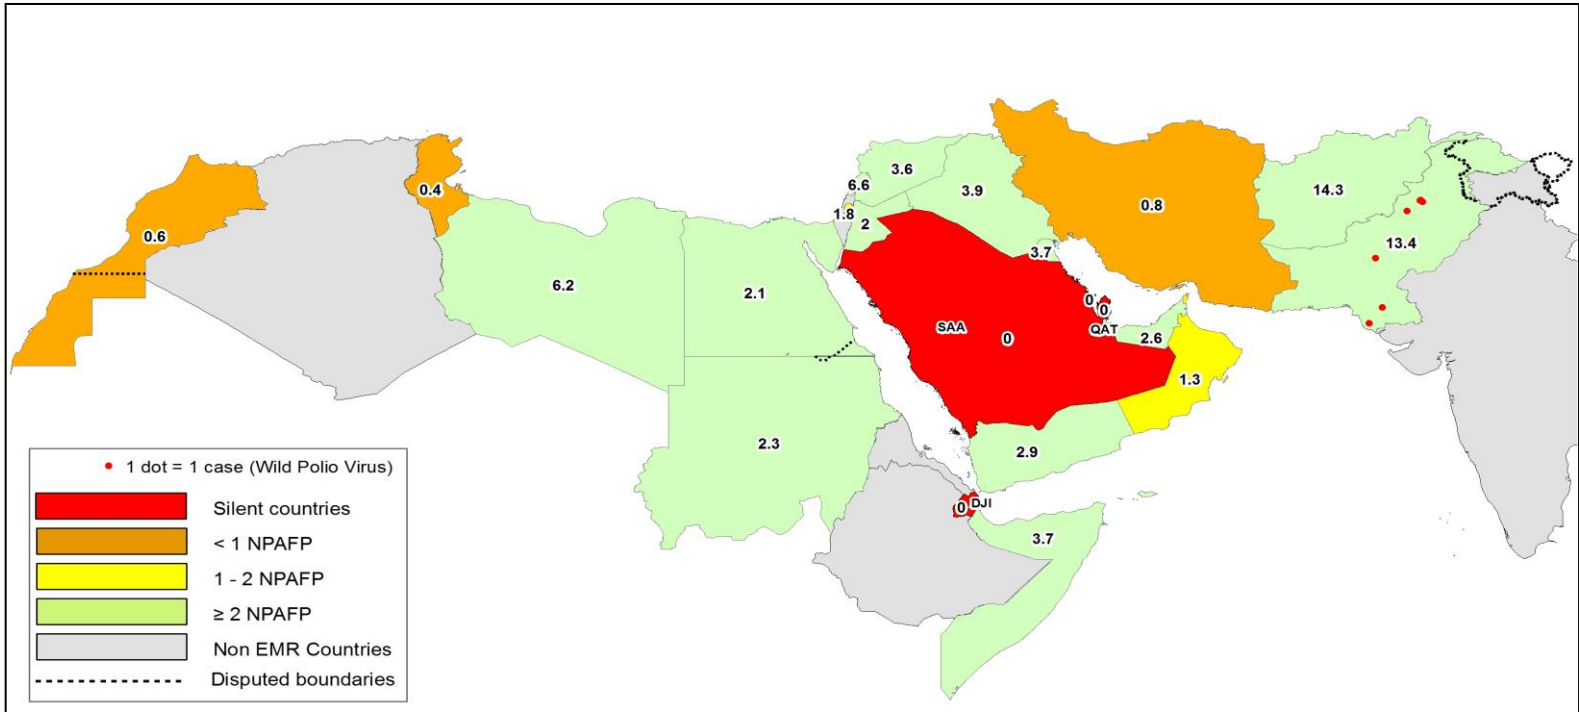 0.4
3.6
6.6
3.9
14.3
0.8
0.6
1.8
2
3.7
13.4
6.2
2.1
0
0
SAA
0
QAT
2.6
1.3
2.3
2.9
0
DJI
3.7
1 dot = 1 case (Wild Polio Virus)
Silent countries
< 1 NPAFP
1 - 2 NPAFP
≥ 2 NPAFP
Non EMR Countries
Disputed boundaries